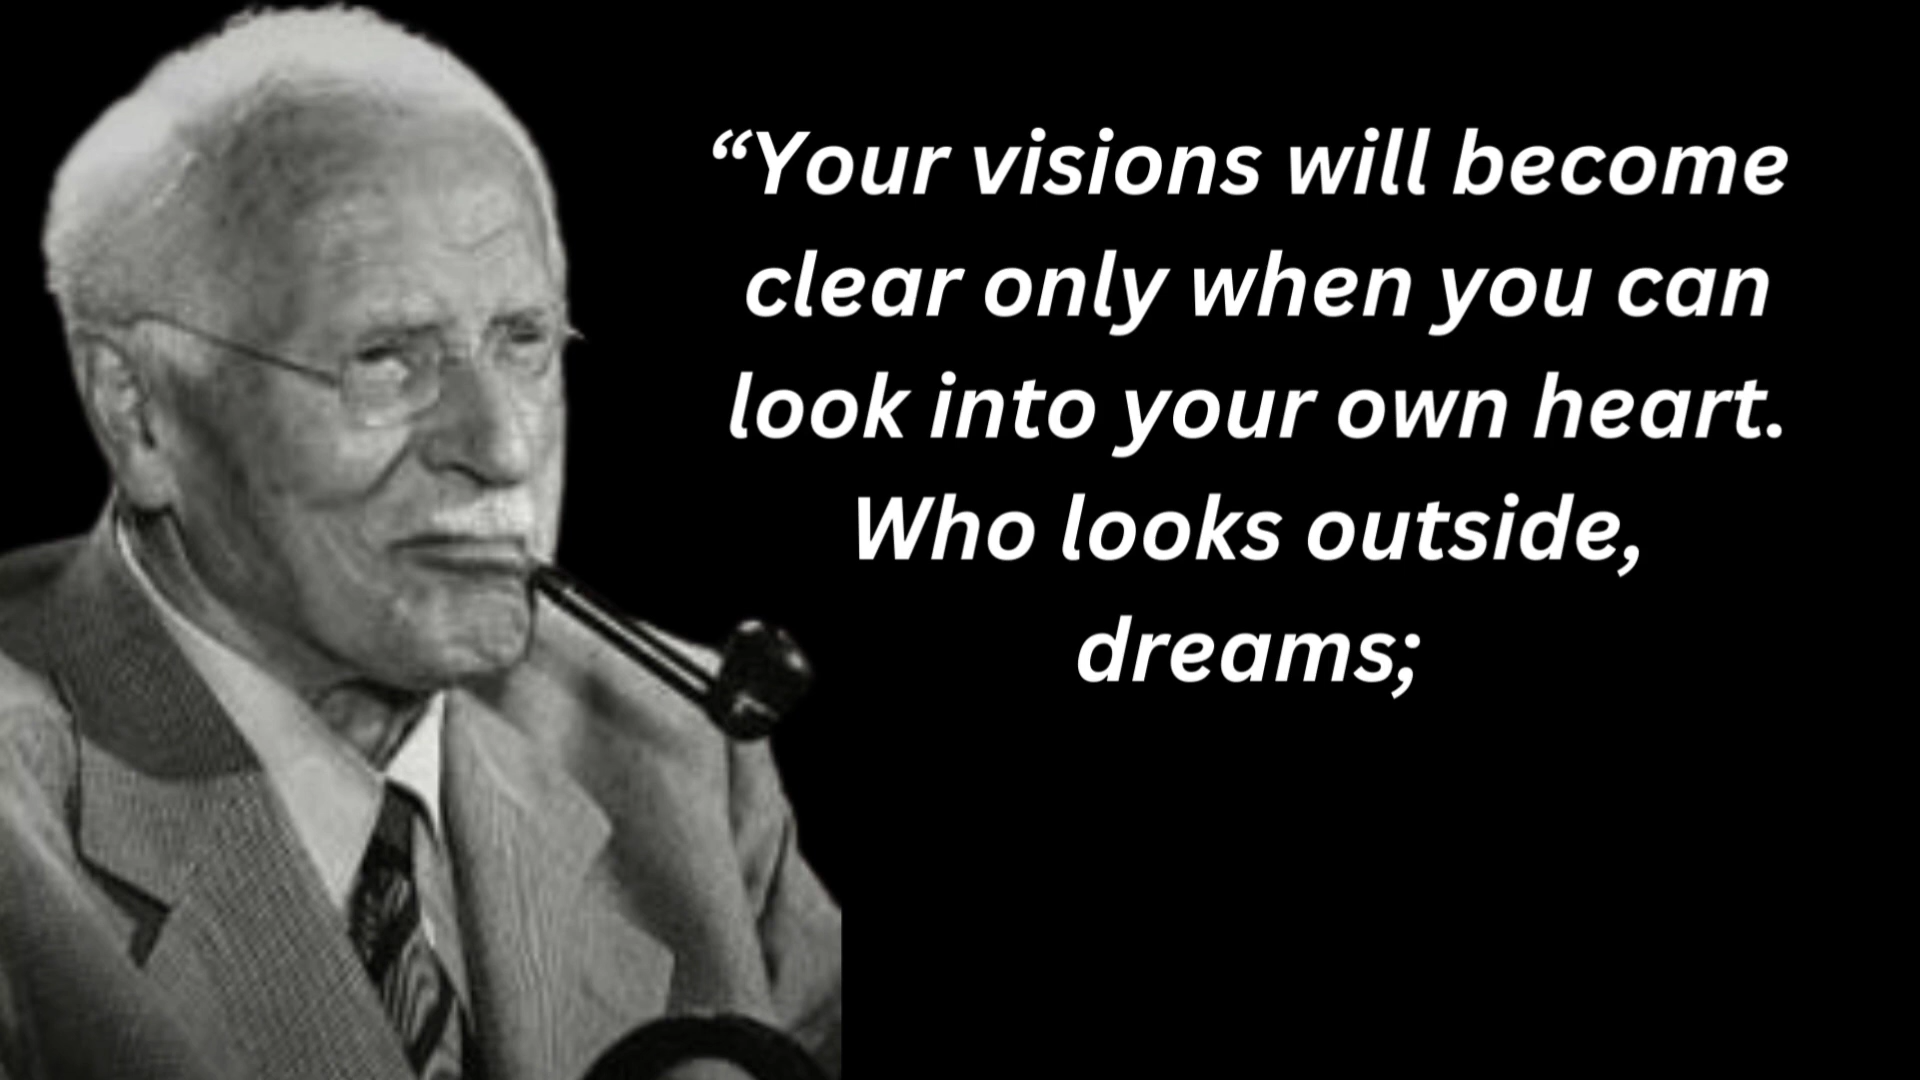 “Your visions will become
clear only when you can
look into your own heart.
Who looks outside,
dreams;